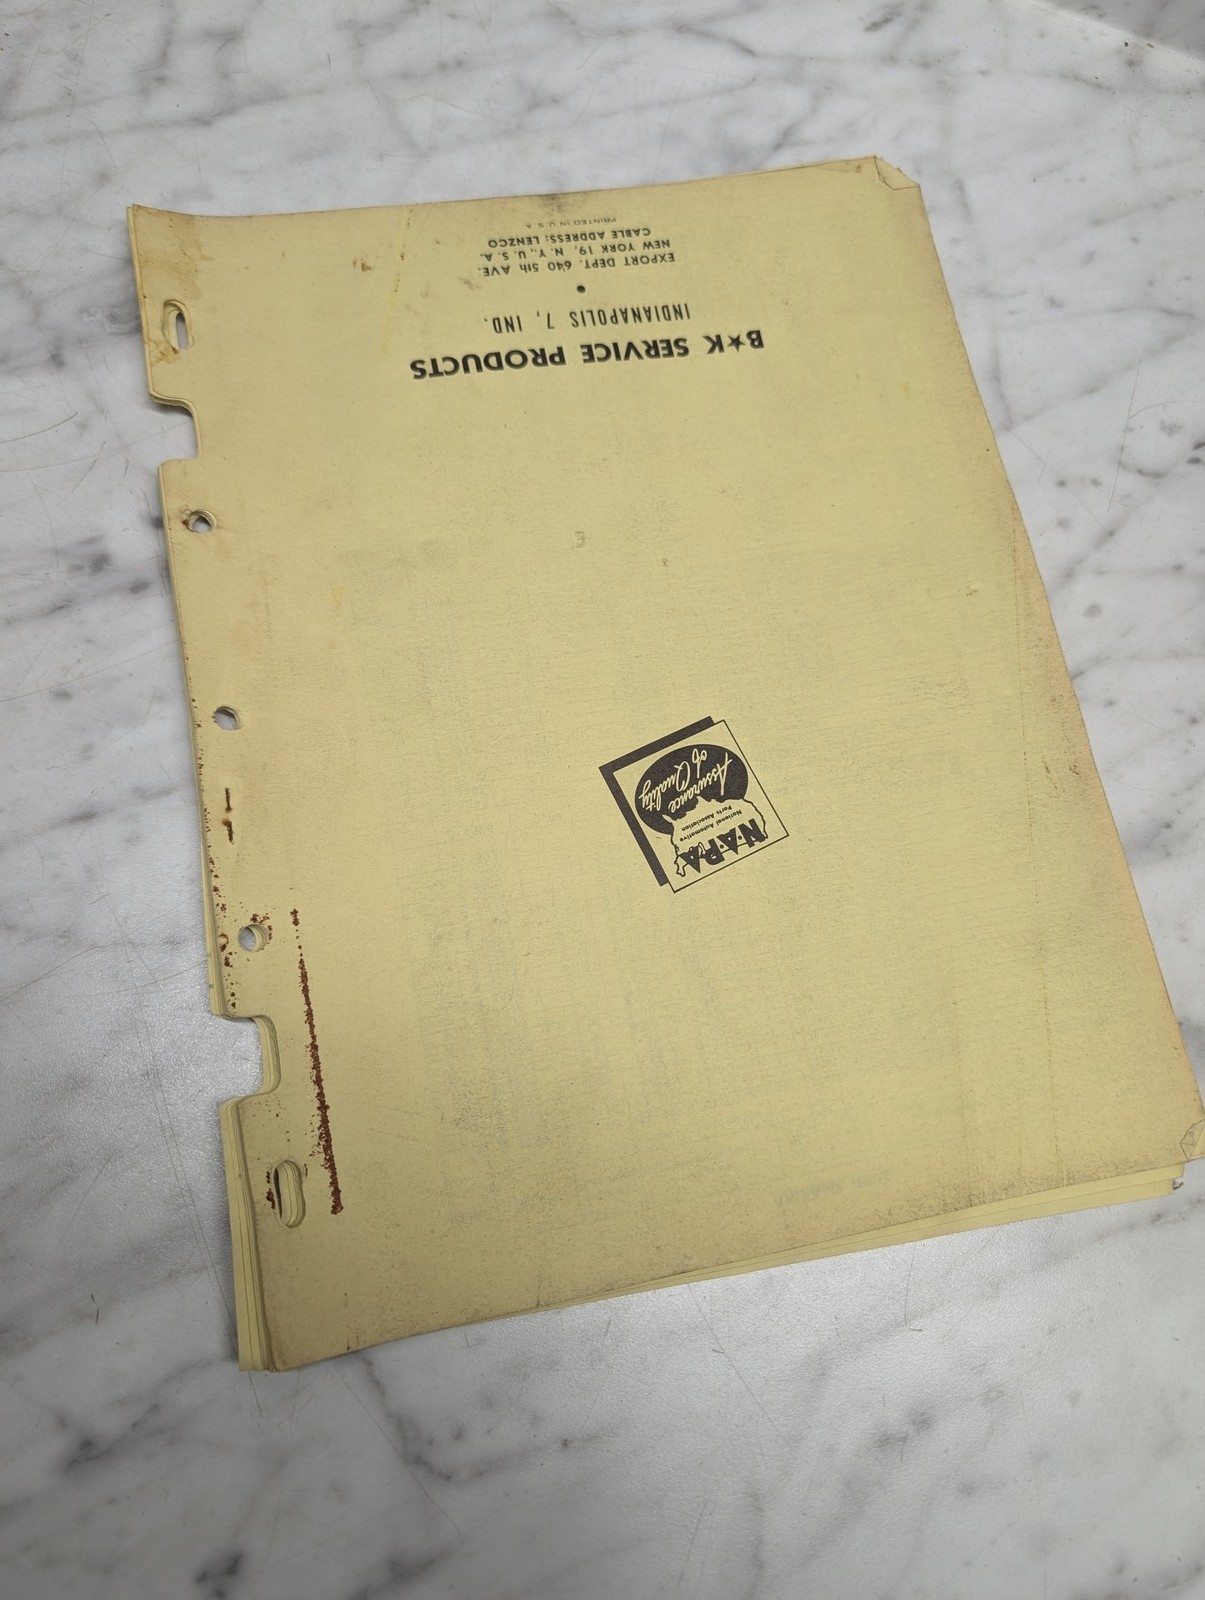 N·A·P·A
National Automotive
Parts Association
Assurance
of Quality
B★K SERVICE PRODUCTS
INDIANAPOLIS 7, IND.
•
EXPORT DEPT. 640 5th AVE.
NEW YORK 19, N. Y., U. S. A.
CABLE ADDRESS: LENZCO
PRINTED IN U. S. A.